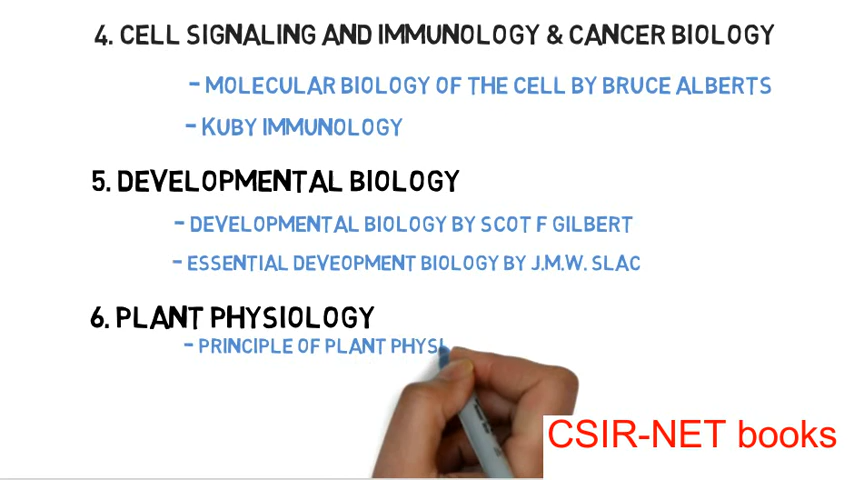 4. CELL SIGNALING AND IMMUNOLOGY & CANCER BIOLOGY
- MOLECULAR BIOLOGY OF THE CELL BY BRUCE ALBERTS
- KUBY IMMUNOLOGY
5. DEVELOPMENTAL BIOLOGY
- DEVELOPMENTAL BIOLOGY BY SCOT F GILBERT
- ESSENTIAL DEVEOPMENT BIOLOGY BY J.M.W. SLAC
6. PLANT PHYSIOLOGY
- PRINCIPLE OF PLANT PHYSI
CSIR-NET books